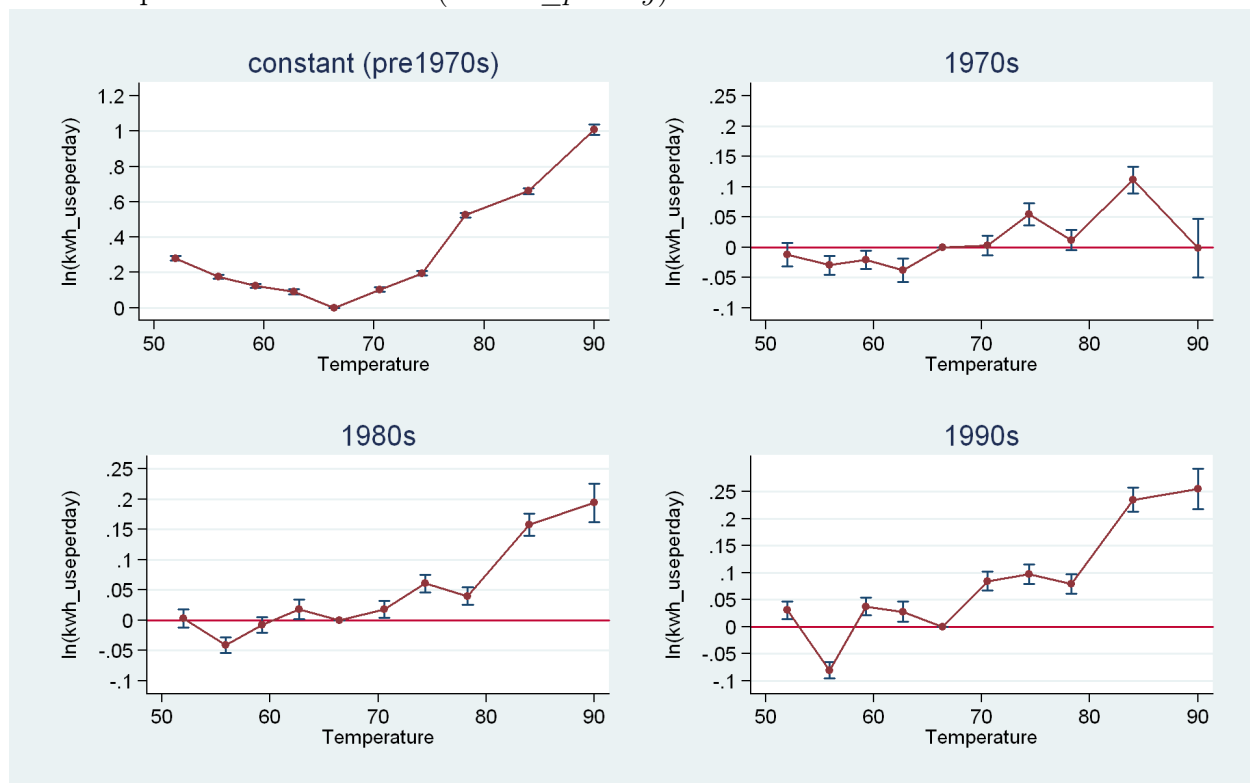 constant (pre1970s)
ln(kwh_useperday)
1.2
1
.8
.6
.4
.2
0
50 60 70 80 90
Temperature
1970s
ln(kwh_useperday)
.25
.2
.15
.1
.05
0
-.05
-.1
50 60 70 80 90
Temperature
1980s
ln(kwh_useperday)
.25
.2
.15
.1
.05
0
-.05
-.1
50 60 70 80 90
Temperature
1990s
ln(kwh_useperday)
.25
.2
.15
.1
.05
0
-.05
-.1
50 60 70 80 90
Temperature